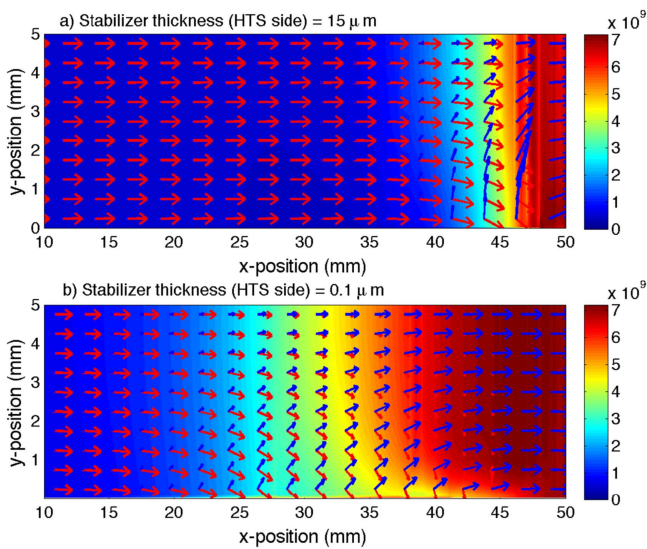 a) Stabilizer thickness (HTS side) = 15 μ m
x 10⁹
5
4
3
2
1
0
y-position (mm)
10 15 20 25 30 35 40 45 50
x-position (mm)
7
6
5
4
3
2
1
0
b) Stabilizer thickness (HTS side) = 0.1 μ m
x 10⁹
5
4
3
2
1
y-position (mm)
10 15 20 25 30 35 40 45 50
x-position (mm)
7
6
5
4
3
2
1
0